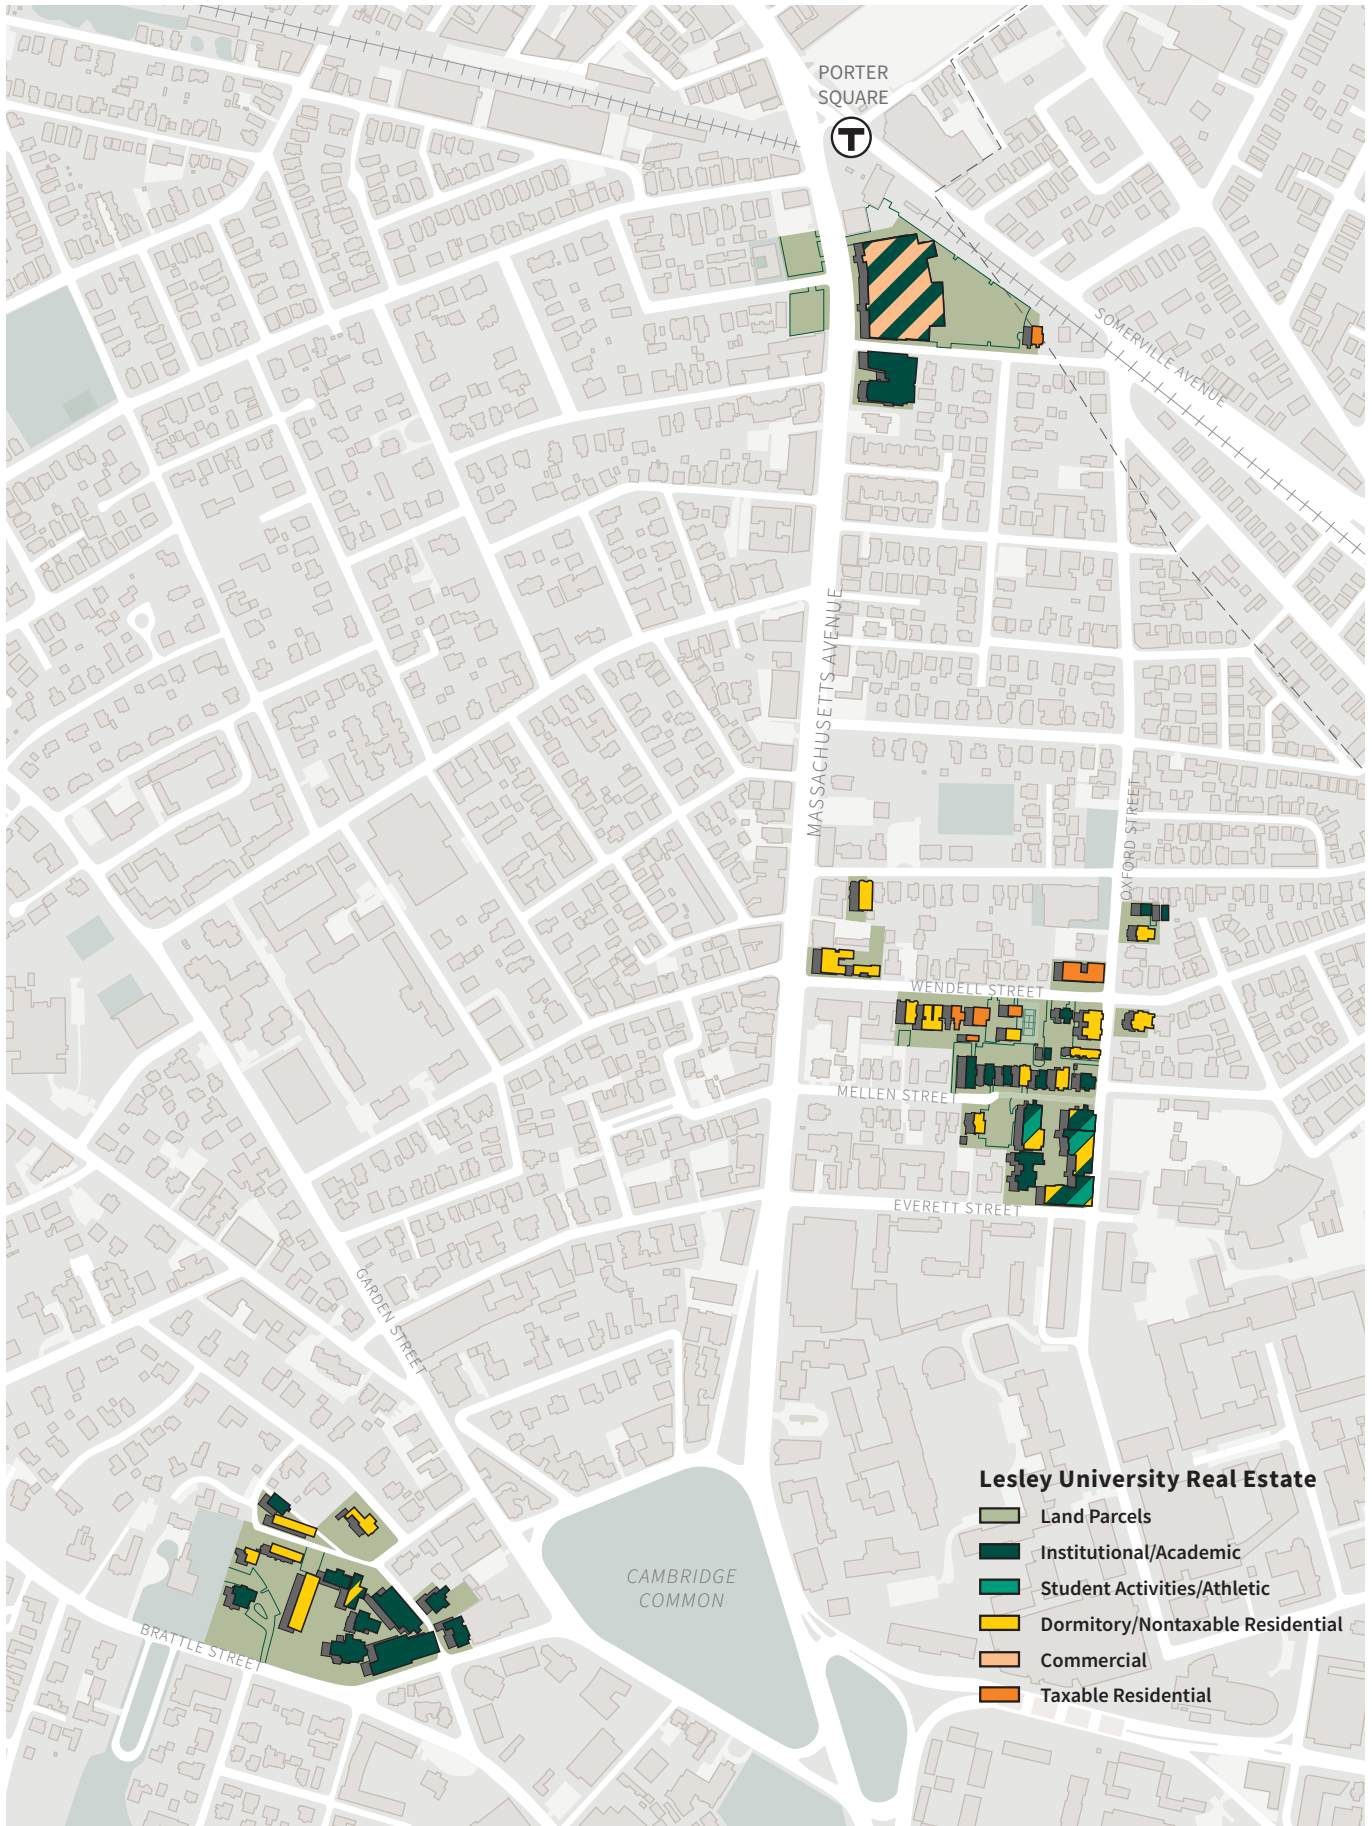 PORTER
SQUARE
T
SOMERVILLE AVENUE
MASSACHUSETTS AVENUE
OXFORD STREET
WENDELL STREET
MELLEN STREET
EVERETT STREET
GARDEN STREET
CAMBRIDGE
COMMON
BRATTLE STREET
Lesley University Real Estate
Land Parcels
Institutional/Academic
Student Activities/Athletic
Dormitory/Nontaxable Residential
Commercial
Taxable Residential